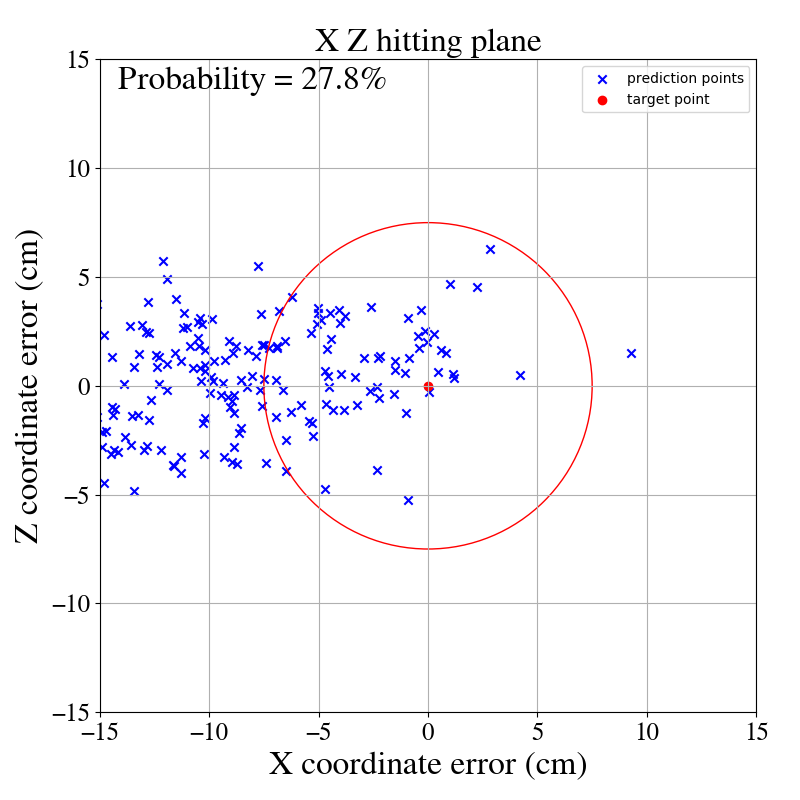 X Z hitting plane
Probability = 27.8%
prediction points
target point
Z coordinate error (cm)
15
10
5
0
−5
−10
−15
−15
−10
−5
0
5
10
15
X coordinate error (cm)